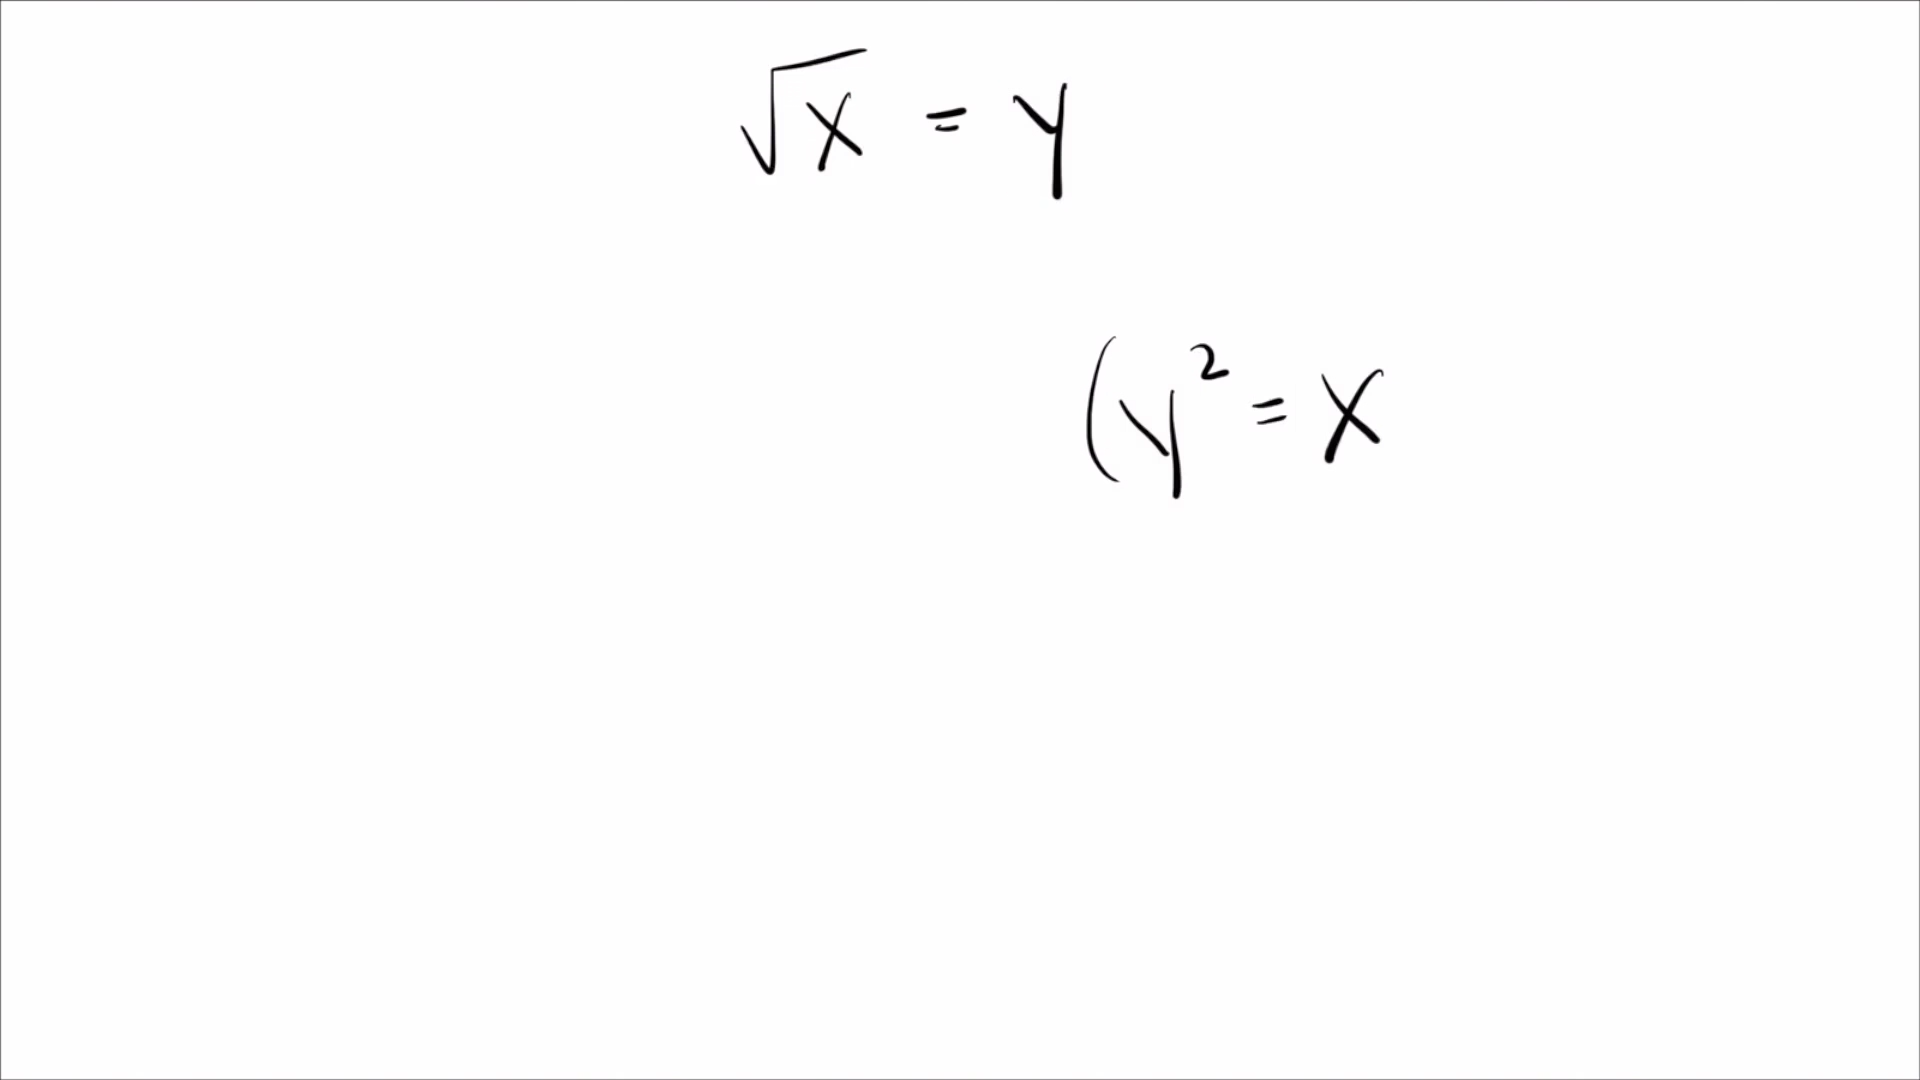 √x = y
(y² = x